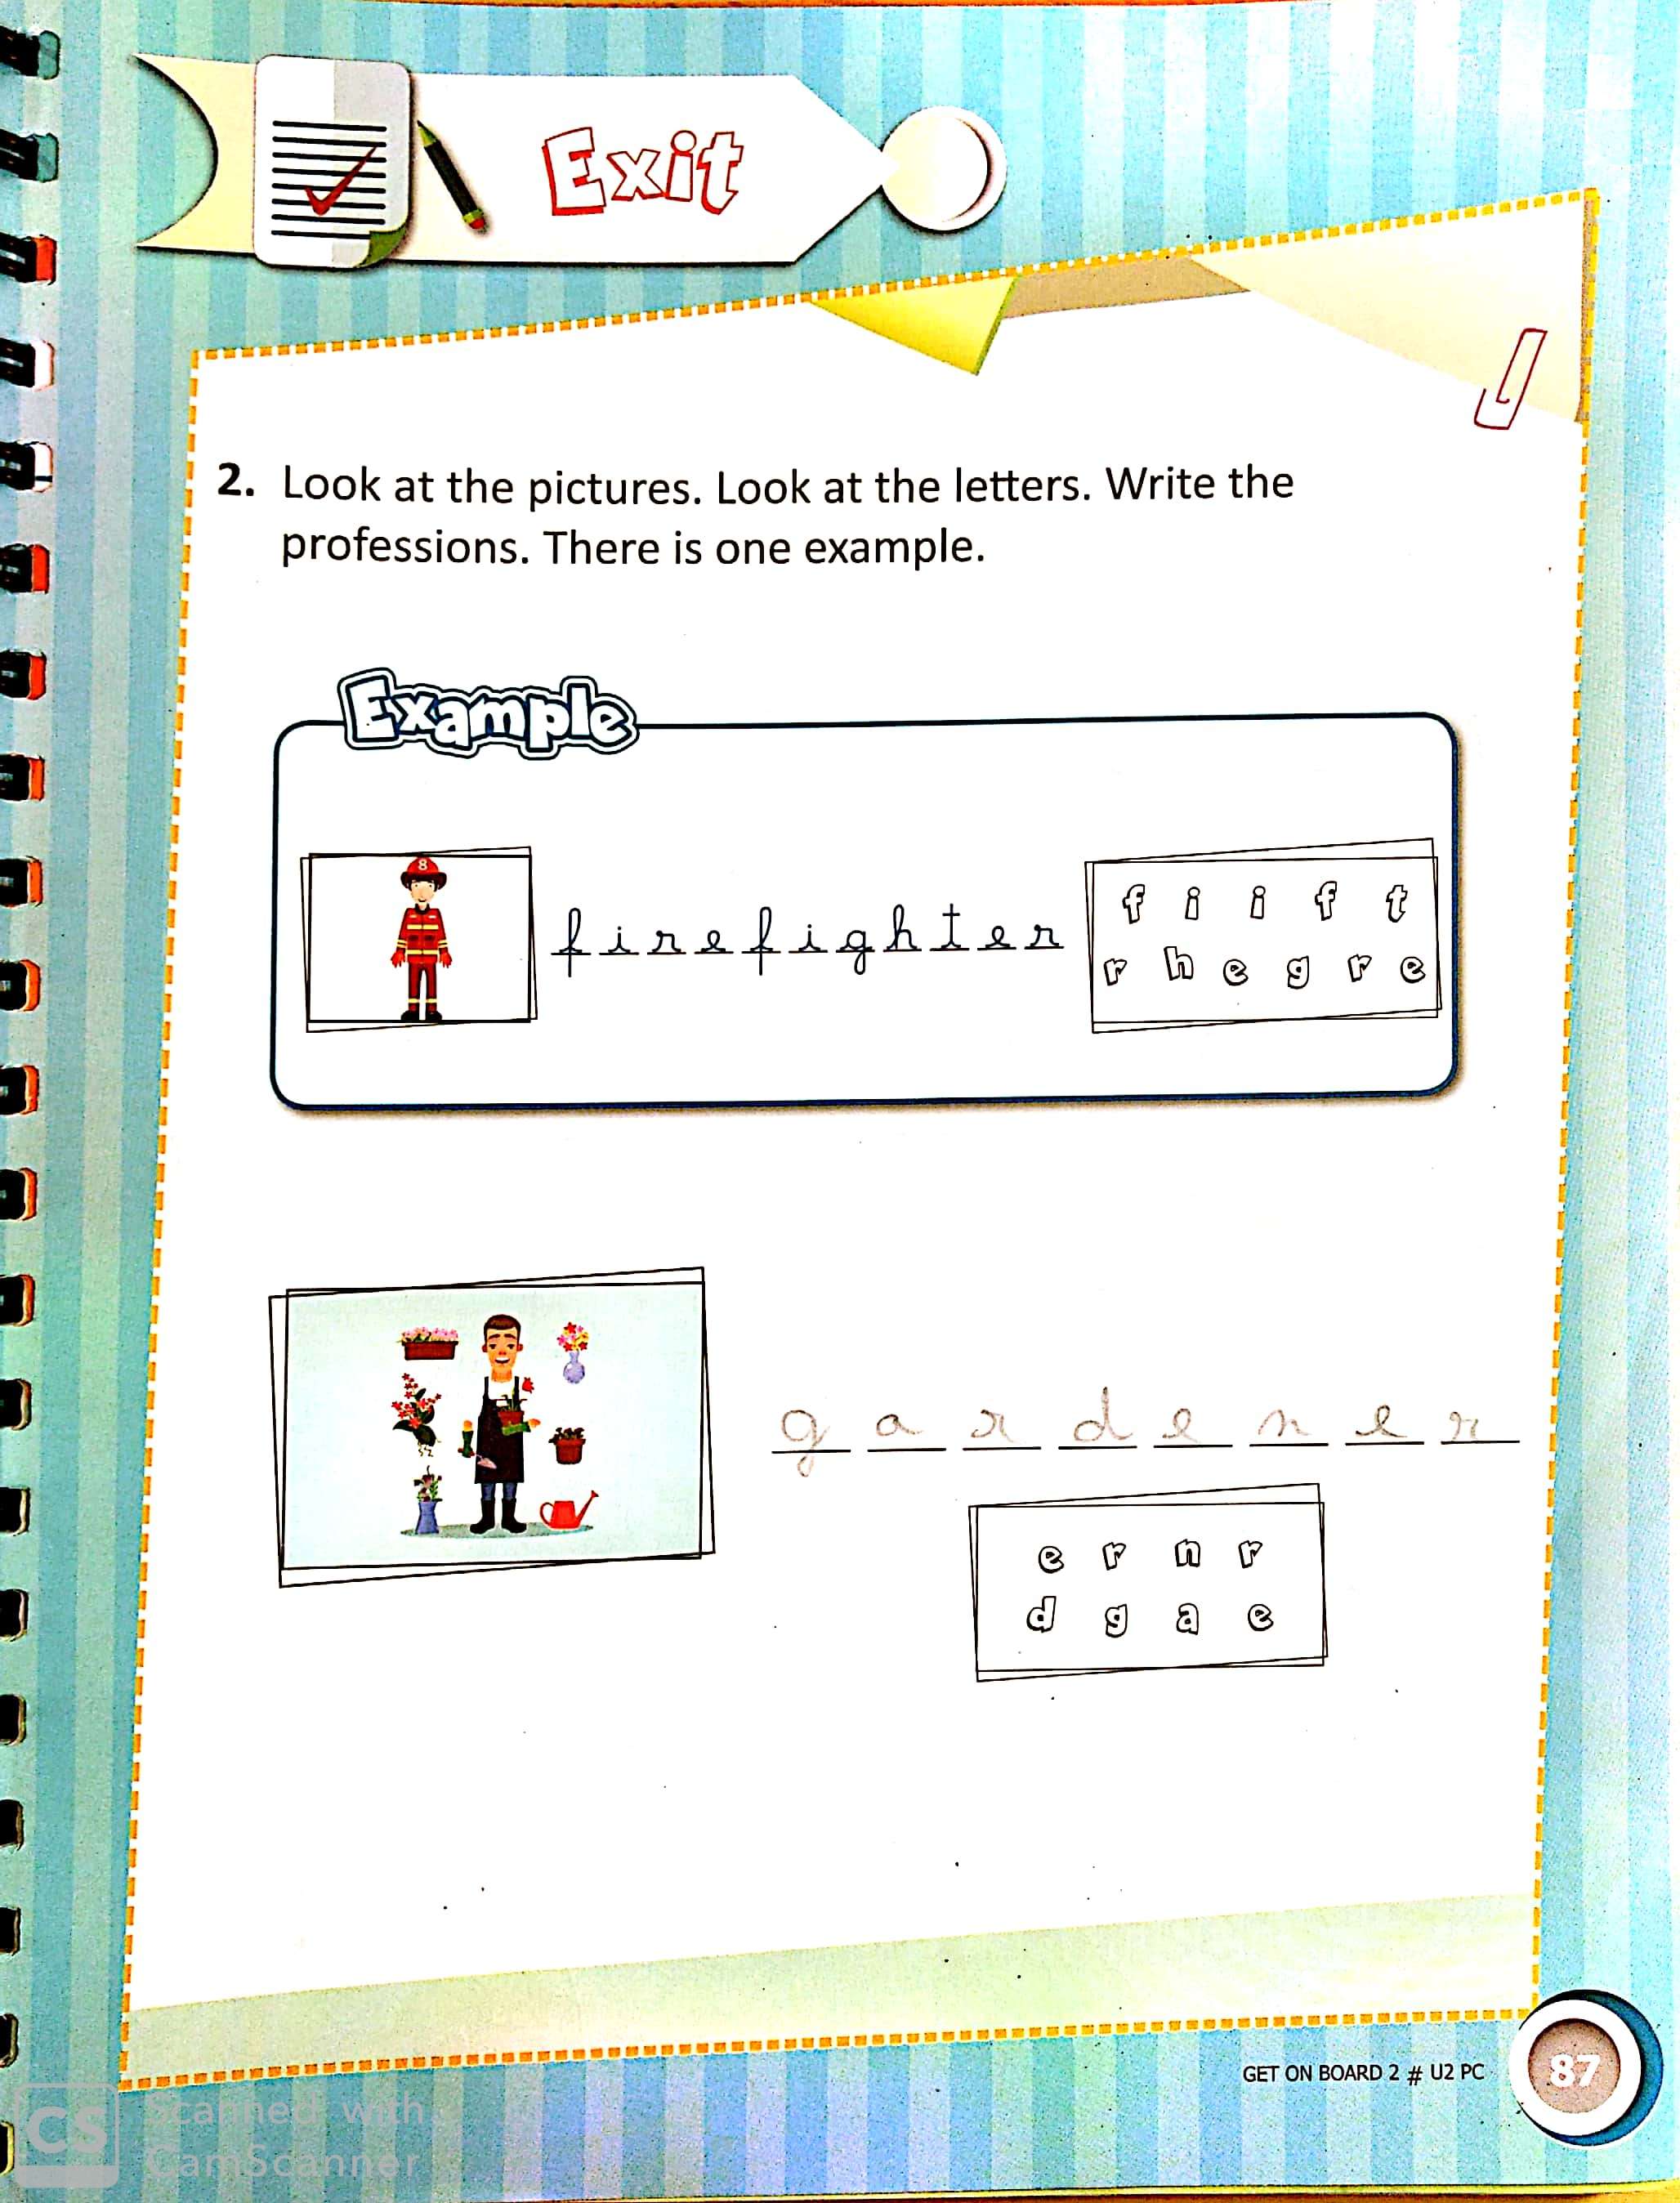 Exit
2. Look at the pictures. Look at the letters. Write the
professions. There is one example.
Example
8
firefighter
f i i f t
r h e g r e
g a r d e n e r
e r n r
d g a e
GET ON BOARD 2 # U2 PC
87
CS
Scanned with
CamScanner